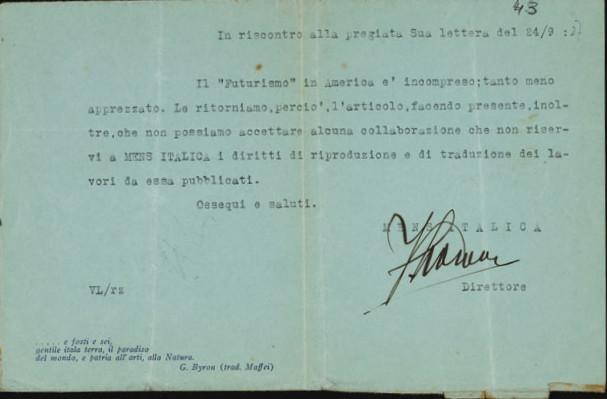 43
In riscontro alla pregiata Sua lettera del 24/9 :
Il "Futurismo" in America e' incompreso;tanto meno
apprezzato. Le ritorniamo,percio',l'articolo,facendo presente,inol-
tre,che non possiamo accettare alcuna collaborazione che non riser-
vi a MENS ITALICA i diritti di riproduzione e di traduzione dei la-
vori da essa pubblicati.
Ossequi e saluti.
MENS ITALICA
Direttore
VL/rz
..... e fosti e sei,
gentile itala terra, il paradiso
del mondo, e patria all'arti, alla Natura.
G. Byron (trad. Maffei)